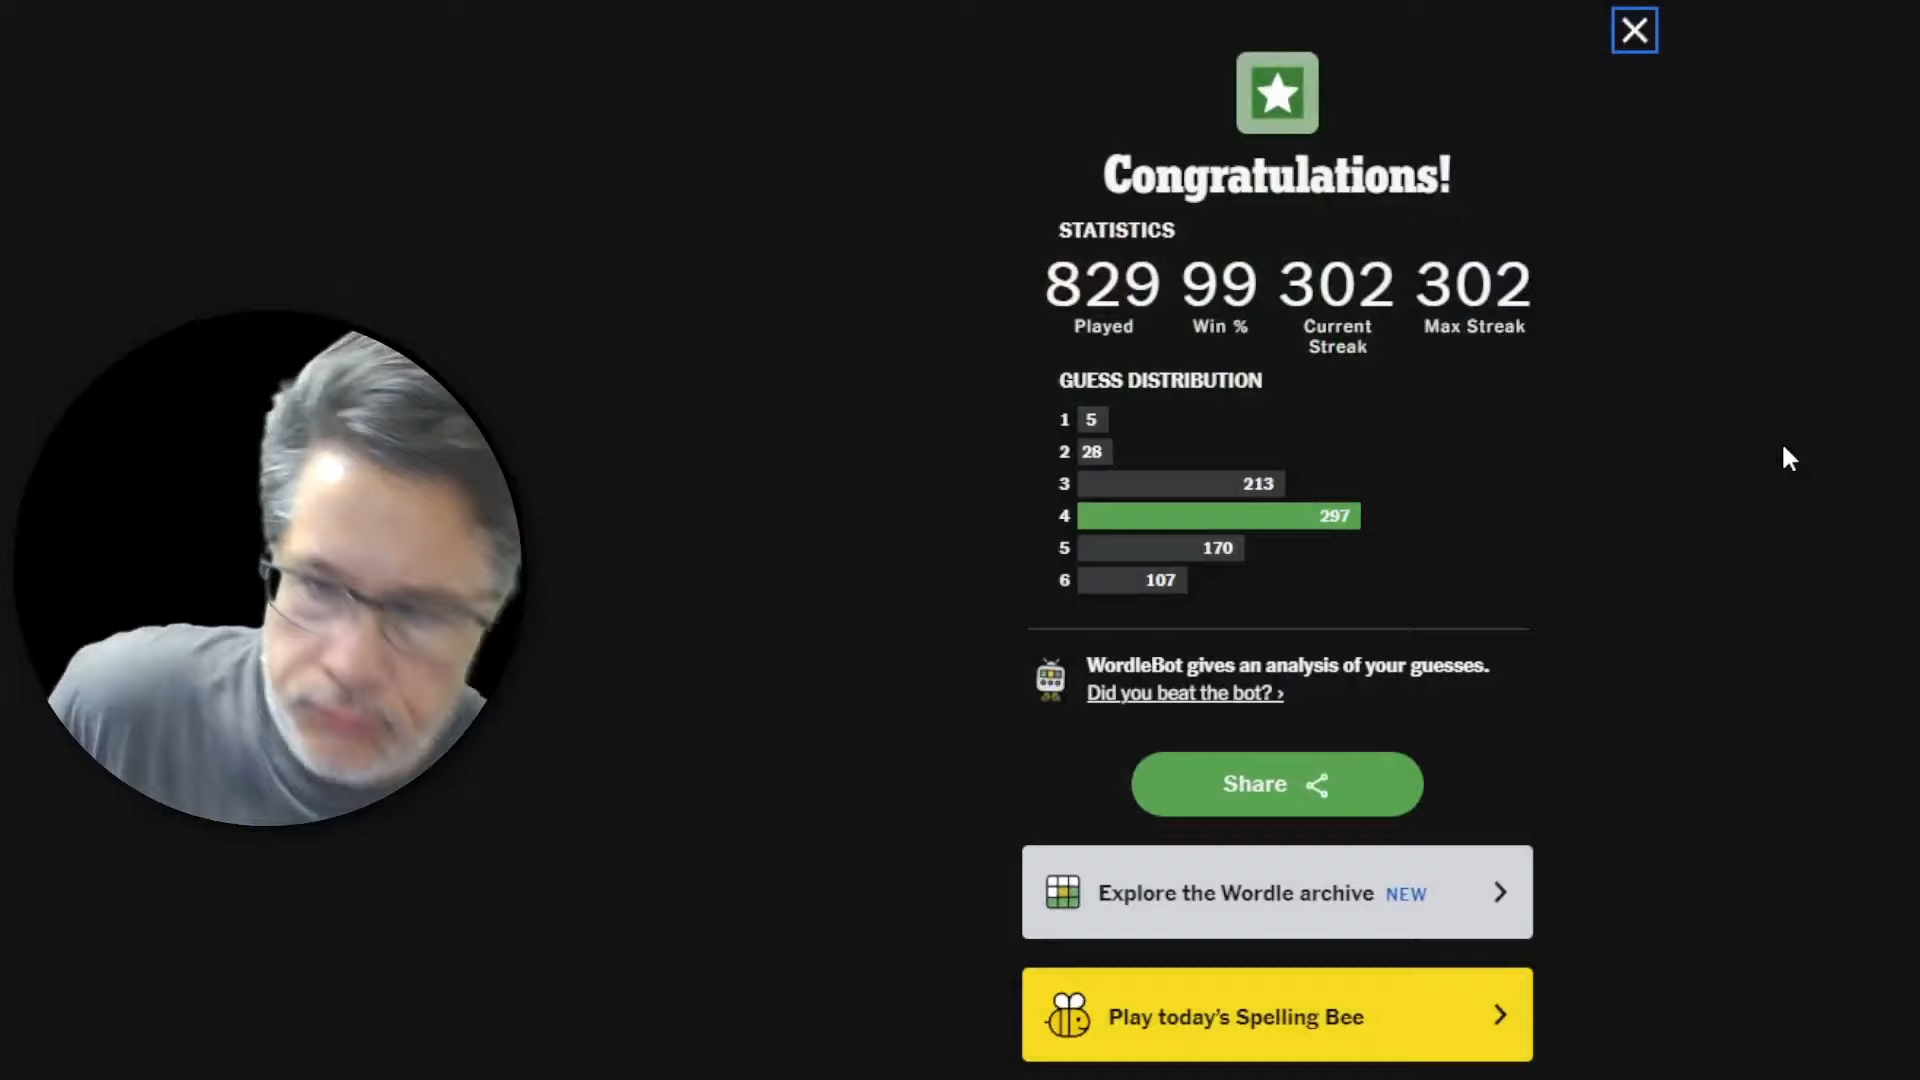 Congratulations!
STATISTICS
829 99 302 302
Played Win % Current Streak Max Streak
GUESS DISTRIBUTION
1 5
2 28
3 213
4 297
5 170
6 107
WordleBot gives an analysis of your guesses.
Did you beat the bot? ›
Share
Explore the Wordle archive NEW
Play today's Spelling Bee